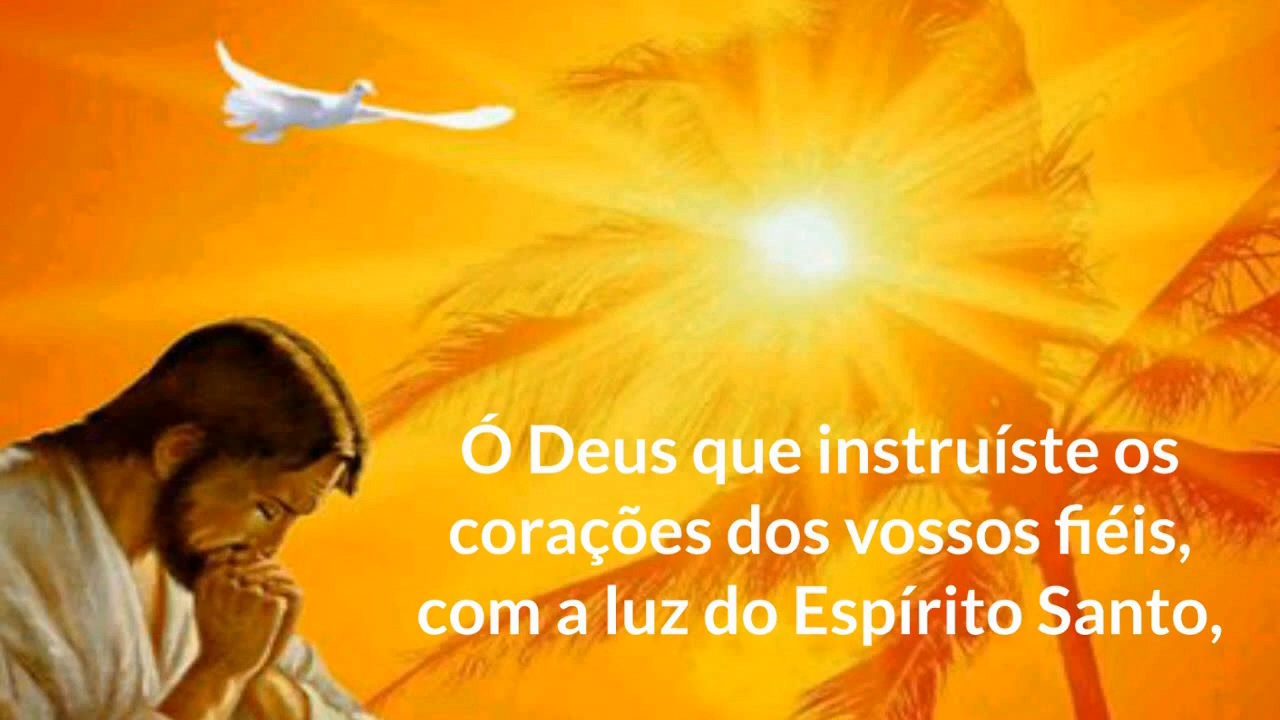 Ó Deus que instruíste os
corações dos vossos fiéis,
com a luz do Espírito Santo,